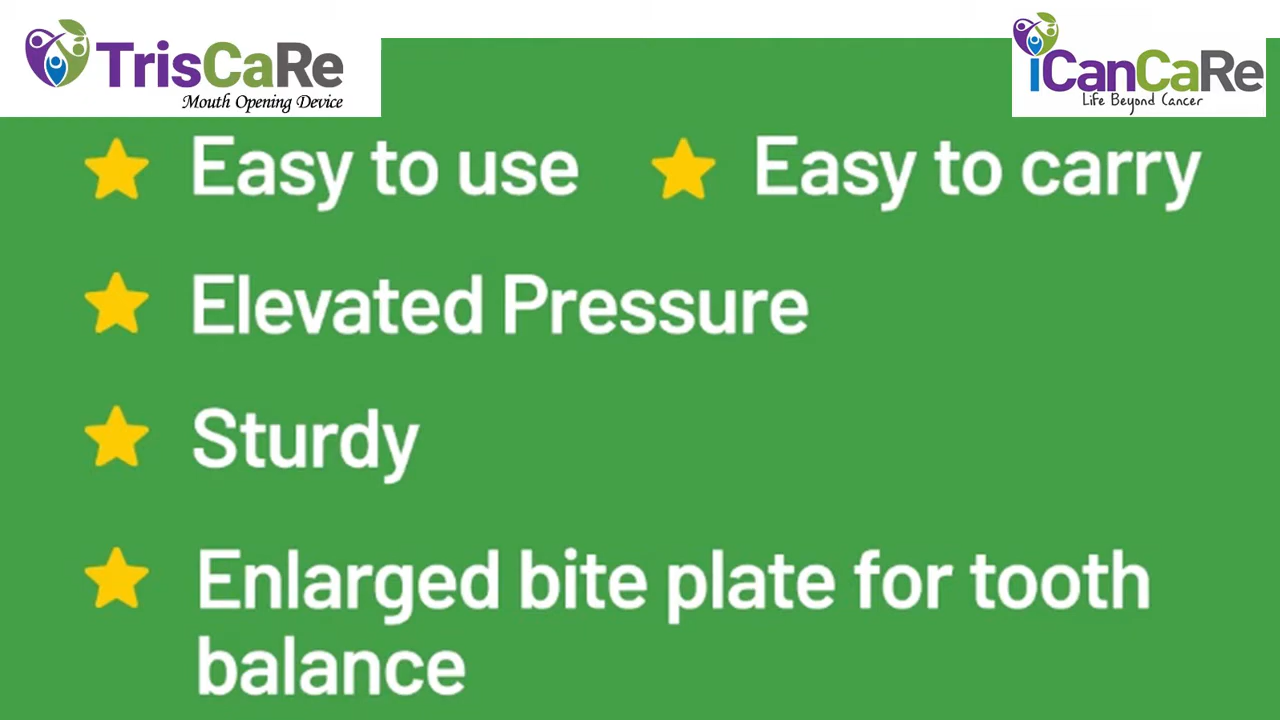 TrisCaRe
Mouth Opening Device
iCanCaRe
Life Beyond Cancer
Easy to use
Easy to carry
Elevated Pressure
Sturdy
Enlarged bite plate for tooth
balance